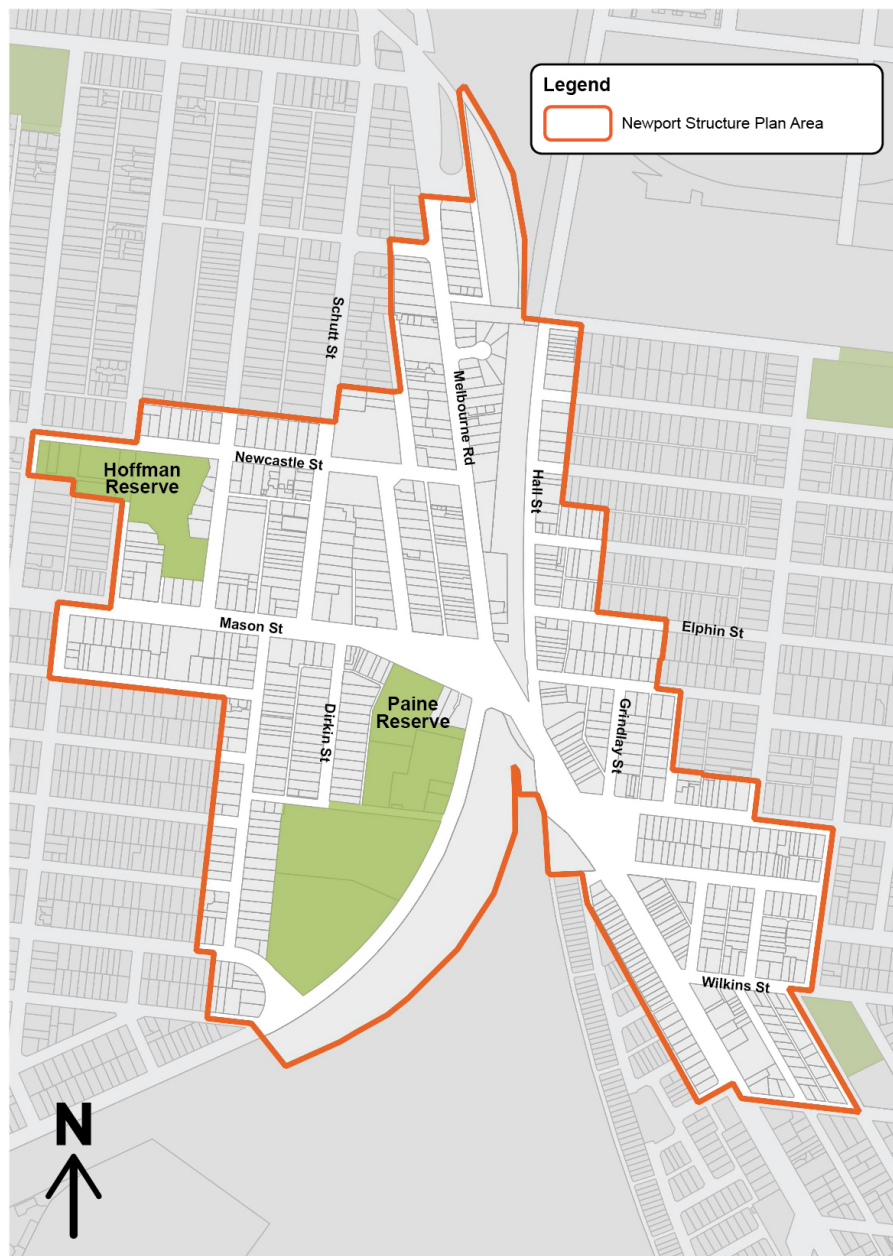 Legend
Newport Structure Plan Area
Schutt St
Melbourne Rd
Newcastle St
Hoffman
Reserve
Hall St
Mason St
Elphin St
Paine
Reserve
Dirkin St
Grindlay St
Wilkins St
N